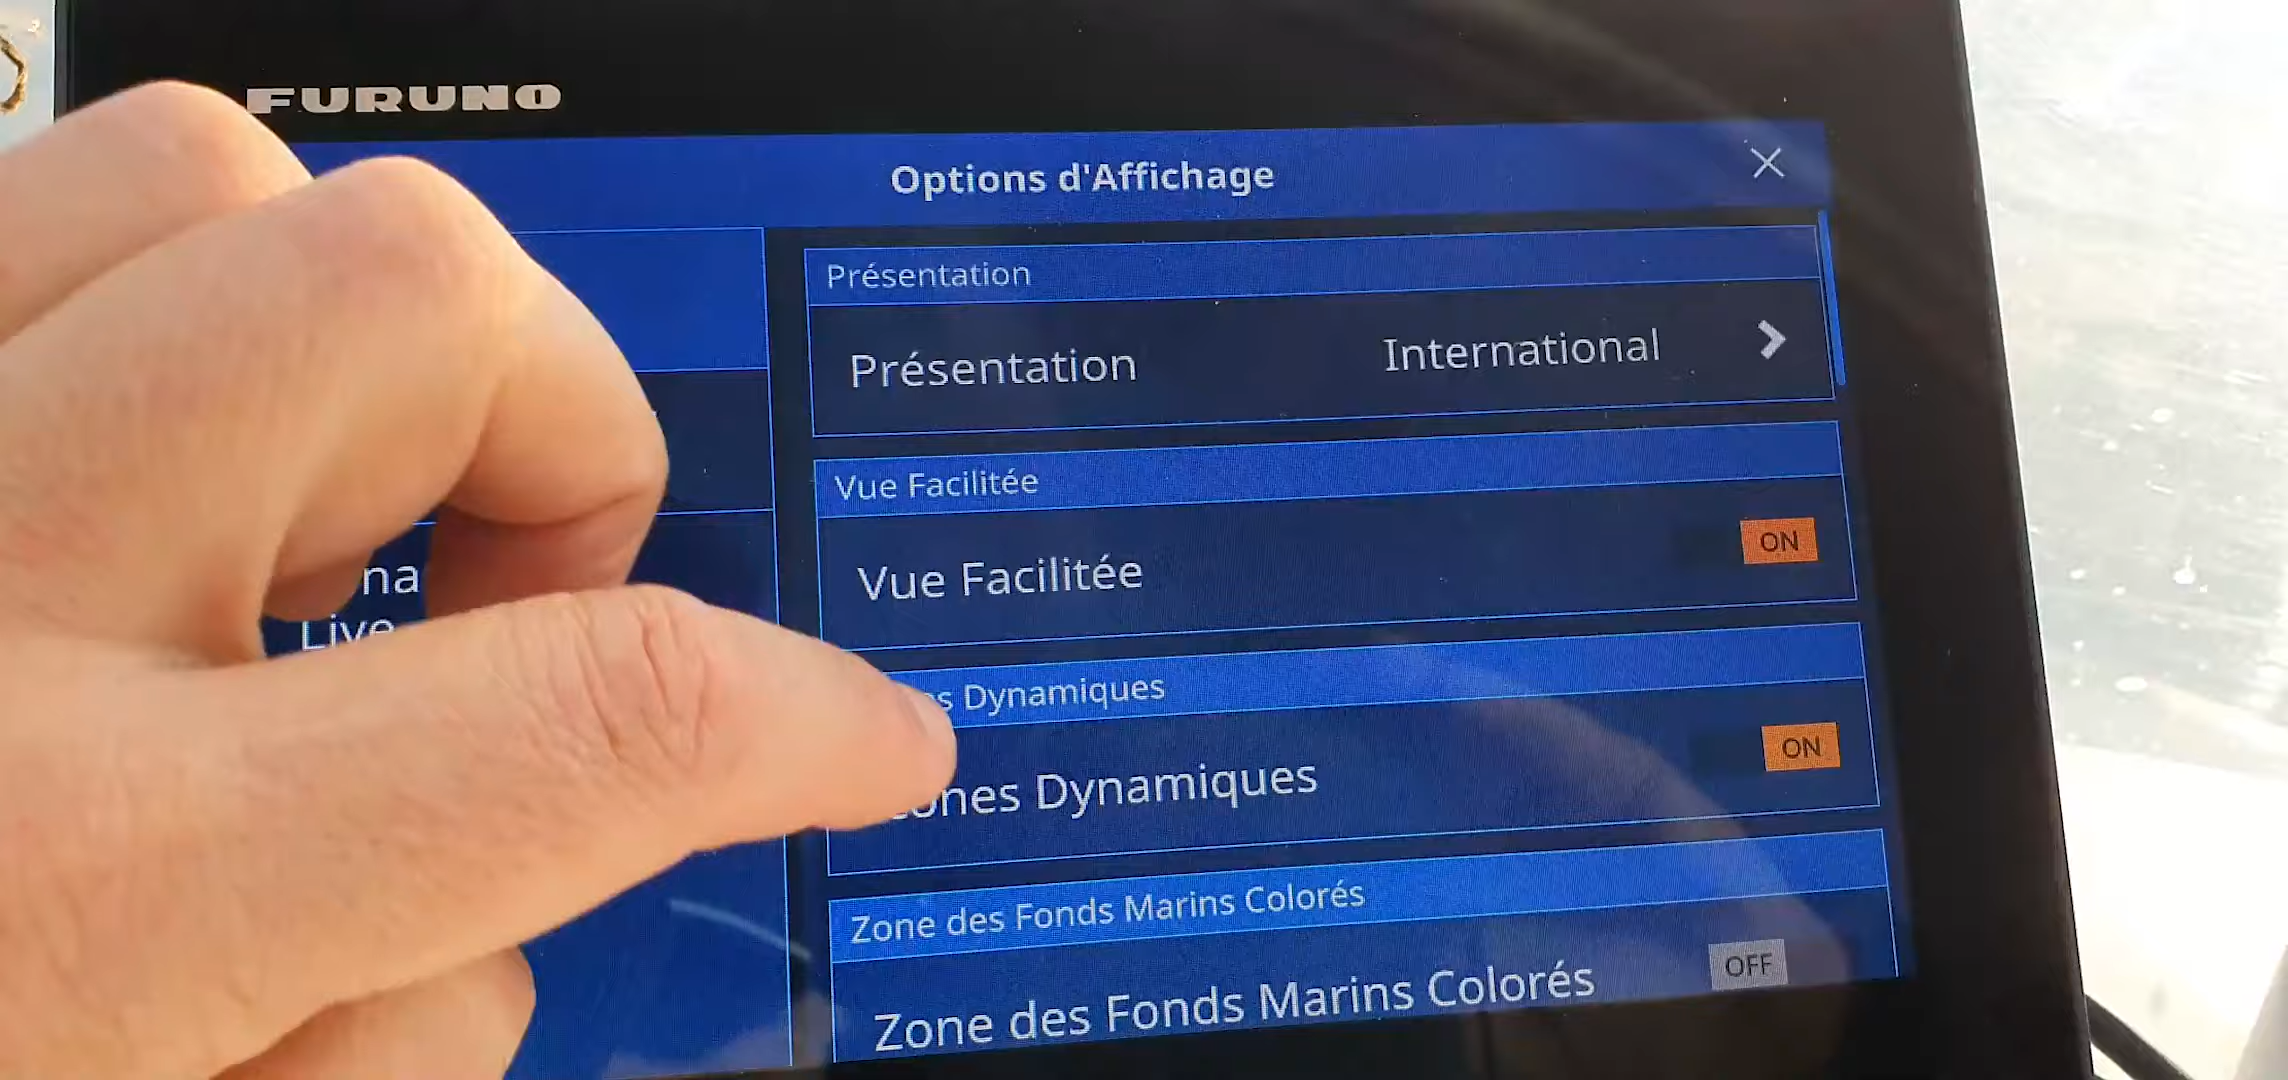 FURUNO
Options d'Affichage
Présentation
Présentation International
Vue Facilitée
Vue Facilitée ON
Dynamiques
Dynamiques ON
Zone des Fonds Marins Colorés
Zone des Fonds Marins Colorés OFF
Live